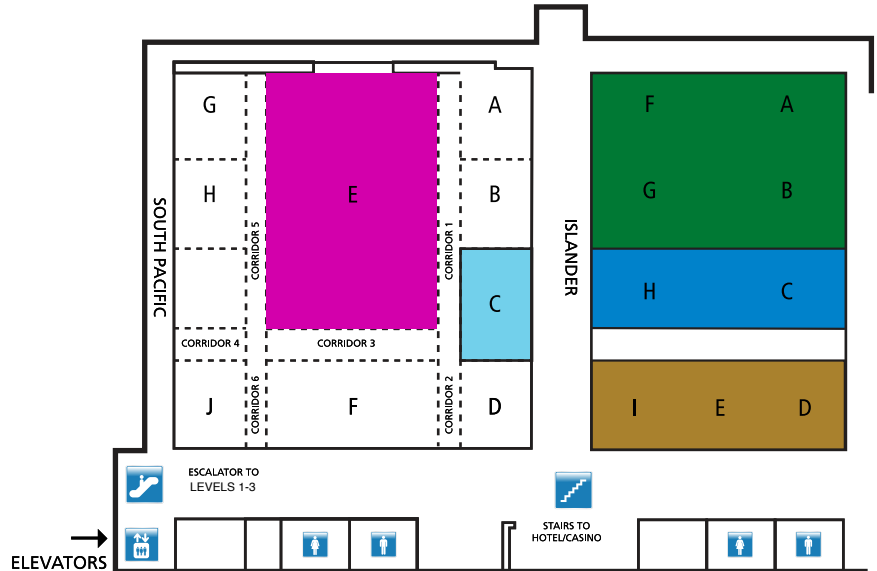 G
A
F
A
H
E
B
G
B
SOUTH PACIFIC
CORRIDOR 5
CORRIDOR 1
ISLANDER
C
H
C
CORRIDOR 4
CORRIDOR 3
J
CORRIDOR 6
F
CORRIDOR 2
D
I
E
D
ESCALATOR TO
LEVELS 1-3
STAIRS TO
HOTEL/CASINO
ELEVATORS